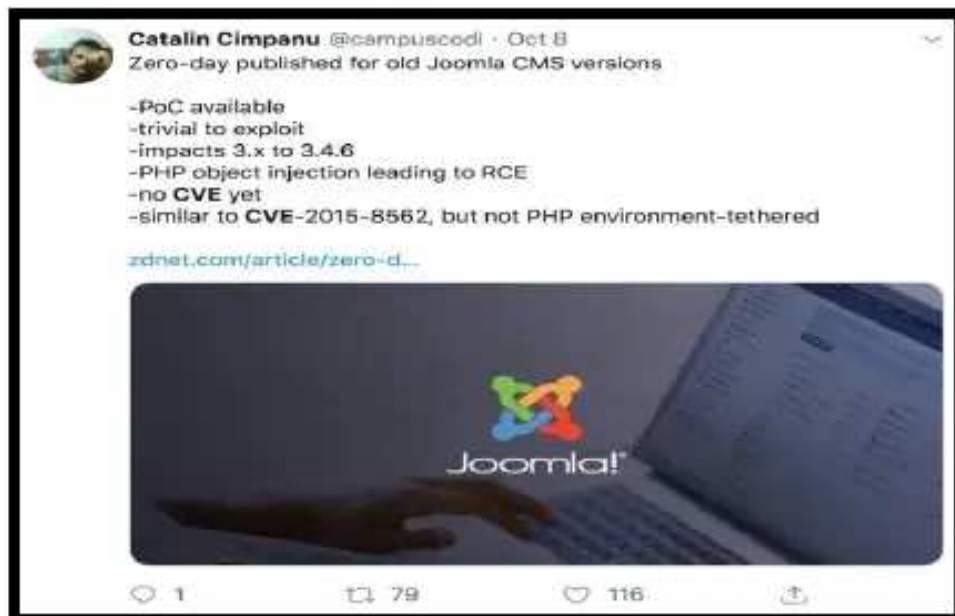 Catalin Cimpanu @campuscodi · Oct 8
Zero-day published for old Joomla CMS versions
-PoC available
-trivial to exploit
-impacts 3.x to 3.4.6
-PHP object injection leading to RCE
-no CVE yet
-similar to CVE-2015-8562, but not PHP environment-tethered
zdnet.com/article/zero-d...
Joomla!
1 79 116